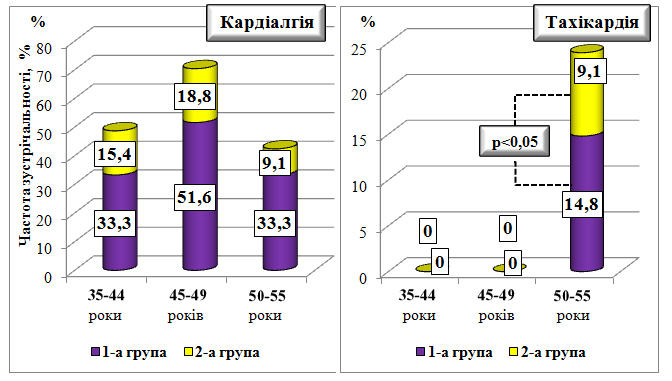 %
Кардіалгія
Частота зустрічальності, %
80
70
60
50
40
30
20
10
0
15,4
33,3
18,8
51,6
9,1
33,3
35-44
роки
45-49
років
50-55
роки
1-а група
2-а група
%
Тахікардія
25
20
15
10
5
0
0
0
0
0
9,1
p<0,05
14,8
35-44
роки
45-49
років
50-55
роки
1-а група
2-а група